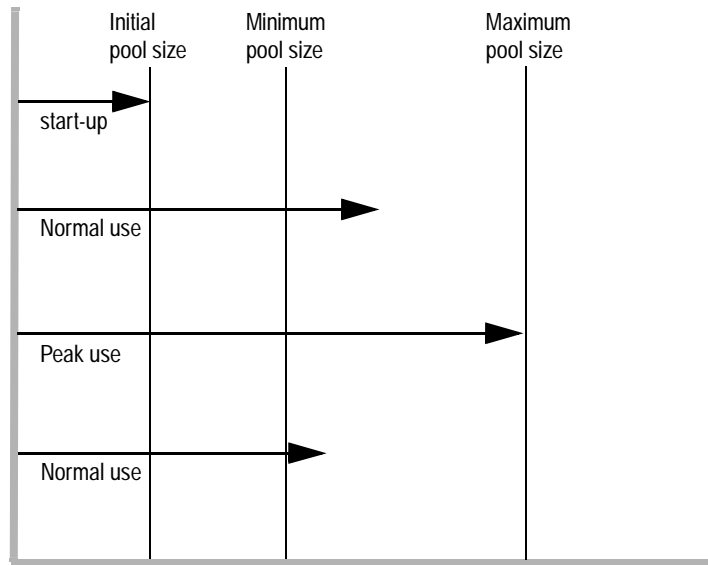 Initial
pool size
Minimum
pool size
Maximum
pool size
start-up
Normal use
Peak use
Normal use